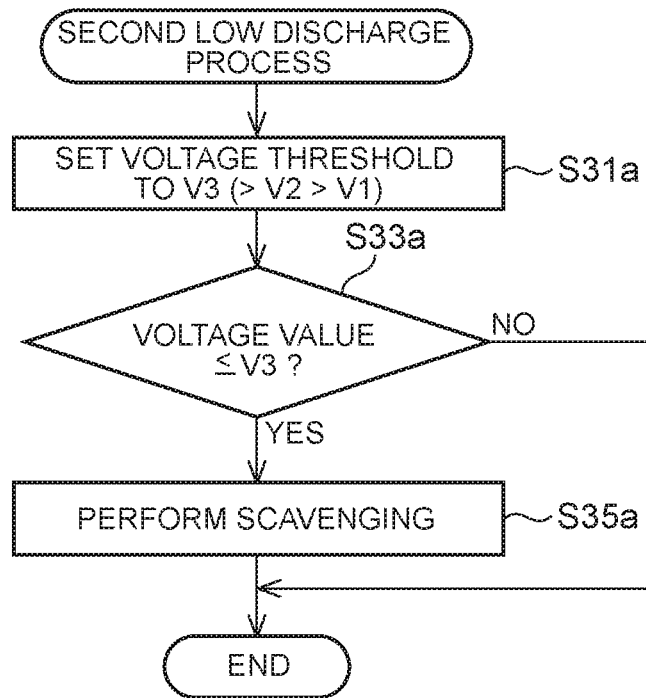 SECOND LOW DISCHARGE
PROCESS
SET VOLTAGE THRESHOLD
TO V3 (> V2 > V1)
S31a
S33a
VOLTAGE VALUE
≤ V3 ?
NO
YES
PERFORM SCAVENGING
S35a
END